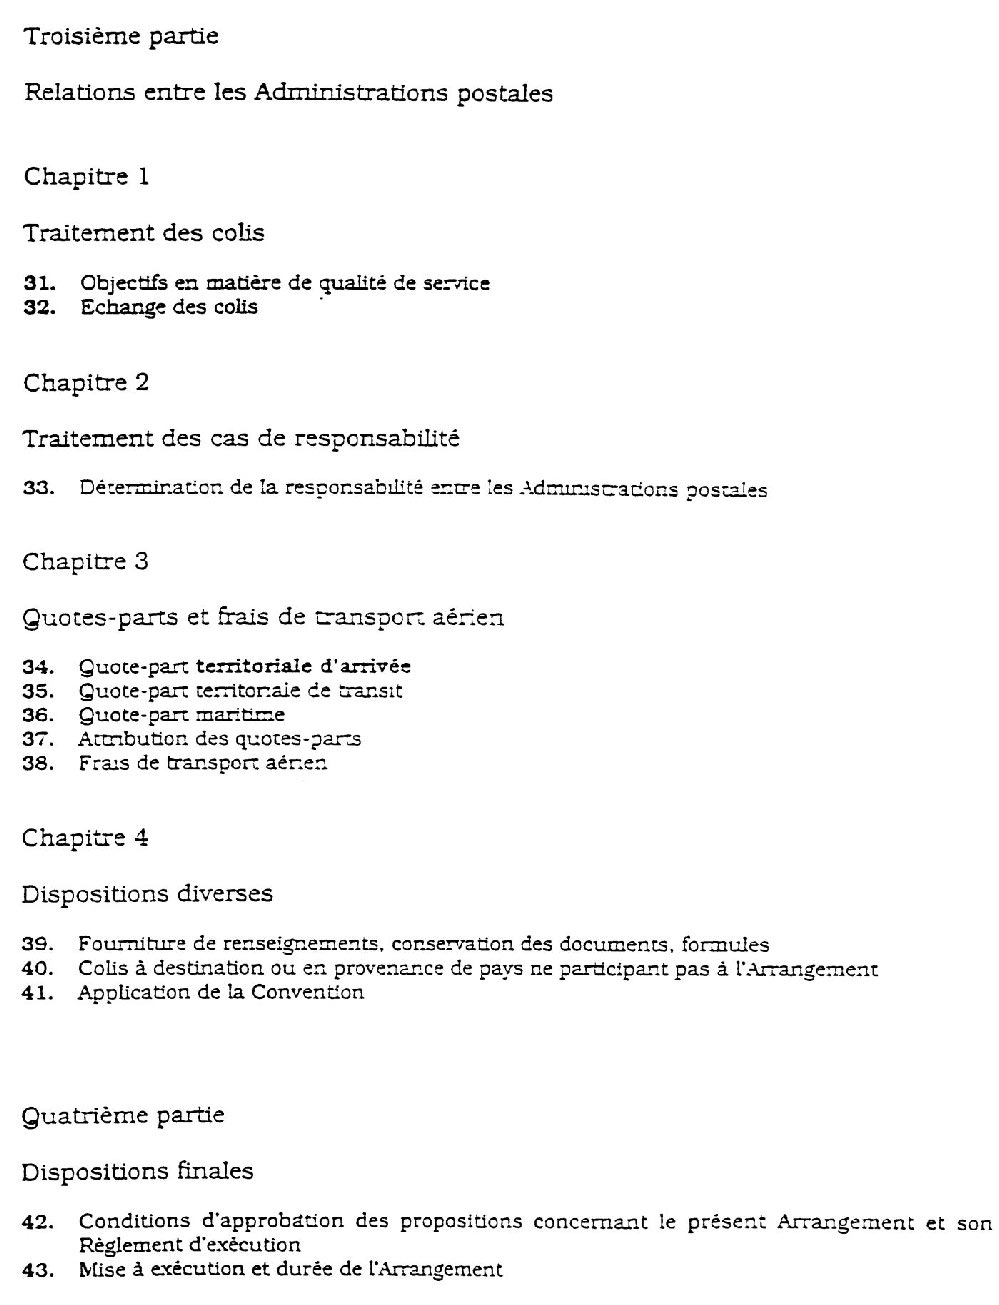 Troisième partie
Relations entre les Administrations postales
Chapitre 1
Traitement des colis
31. Objectifs en matière de qualité de service
32. Echange des colis
Chapitre 2
Traitement des cas de responsabilité
33. Détermination de la responsabilité entre les Administrations postales
Chapitre 3
Quotes-parts et frais de transport aérien
34. Quote-part territoriale d'arrivée
35. Quote-part territoriale de transit
36. Quote-part maritime
37. Attribution des quotes-parts
38. Frais de transport aérien
Chapitre 4
Dispositions diverses
39. Fourniture de renseignements, conservation des documents, formules
40. Colis à destination ou en provenance de pays ne participant pas à l'Arrangement
41. Application de la Convention
Quatrième partie
Dispositions finales
42. Conditions d'approbation des propositions concernant le présent Arrangement et son
Règlement d'exécution
43. Mise à exécution et durée de l'Arrangement